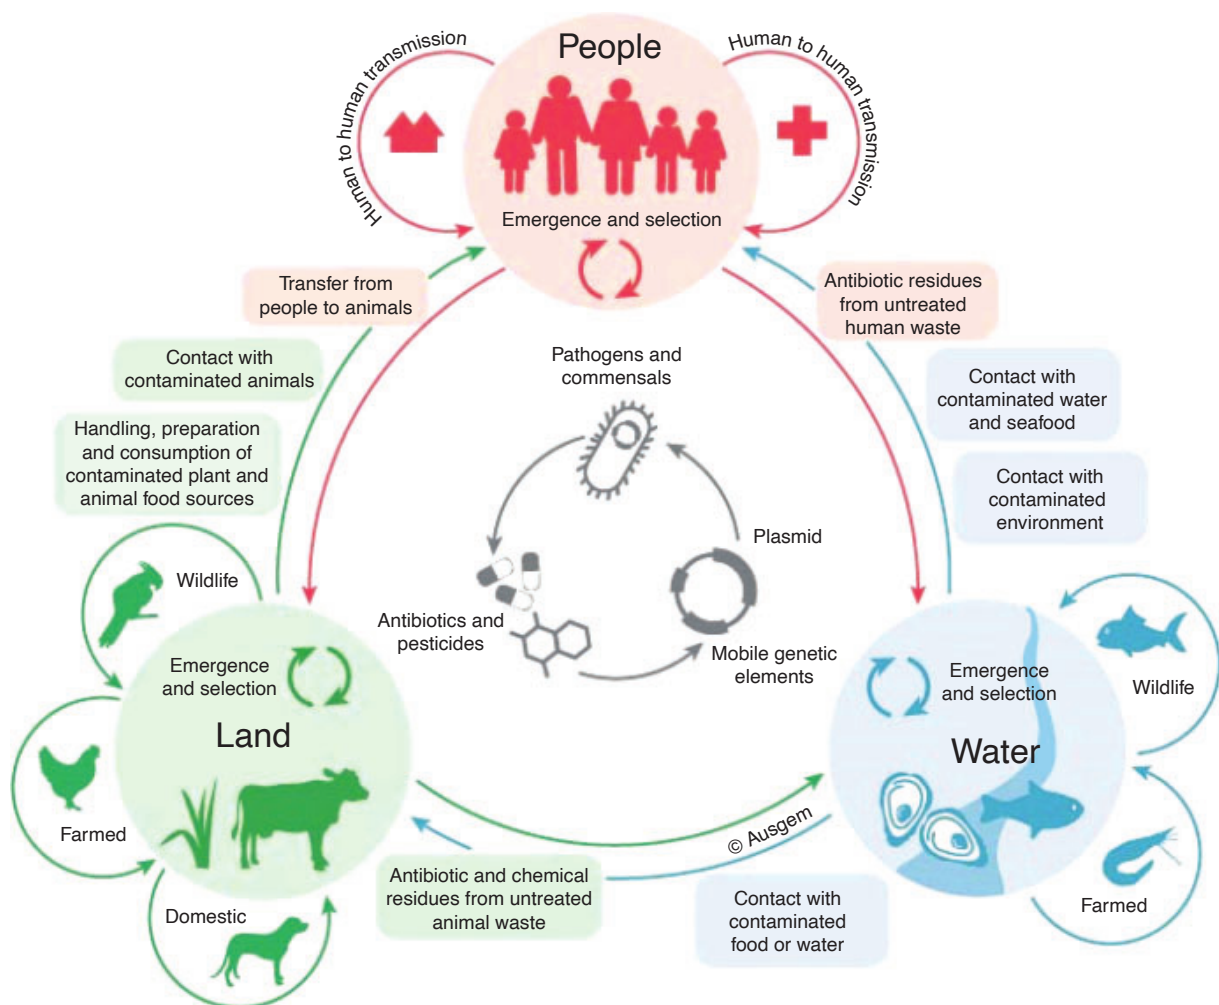 Human to human transmission
People
Human to human transmission
Emergence and selection
Transfer from
people to animals
Antibiotic residues
from untreated
human waste
Contact with
contaminated animals
Pathogens and
commensals
Contact with
contaminated water
and seafood
Handling, preparation
and consumption of
contaminated plant and
animal food sources
Contact with
contaminated
environment
Plasmid
Wildlife
Antibiotics and
pesticides
Mobile genetic
elements
Emergence
and selection
Land
Farmed
Domestic
Emergence
and selection
Water
Wildlife
Farmed
© Ausgem
Antibiotic and chemical
residues from untreated
animal waste
Contact with
contaminated
food or water